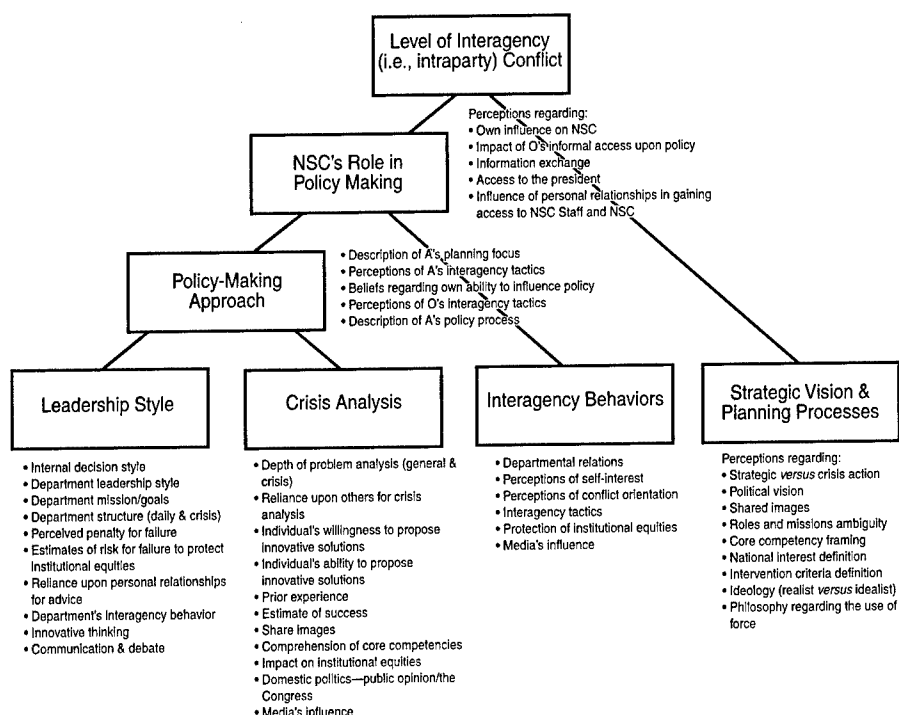 Level of Interagency
(i.e., intraparty) Conflict
Perceptions regarding:
• Own influence on NSC
• Impact of O's informal access upon policy
• Information exchange
• Access to the president
• Influence of personal relationships in gaining
access to NSC Staff and NSC
NSC's Role in
Policy Making
• Description of A's planning focus
• Perceptions of A's interagency tactics
• Beliefs regarding own ability to influence policy
• Perceptions of O's interagency tactics
• Description of A's policy process
Policy-Making
Approach
Leadership Style
• Internal decision style
• Department leadership style
• Department mission/goals
• Department structure (daily & crisis)
• Perceived penalty for failure
• Estimates of risk for failure to protect
institutional equities
• Reliance upon personal relationships
for advice
• Department's interagency behavior
• Innovative thinking
• Communication & debate
Crisis Analysis
• Depth of problem analysis (general &
crisis)
• Reliance upon others for crisis
analysis
• Individual's willingness to propose
innovative solutions
• Individual's ability to propose
innovative solutions
• Prior experience
• Estimate of success
• Share images
• Comprehension of core competencies
• Impact on institutional equities
• Domestic politics—public opinion/the
Congress
• Media's influence
Interagency Behaviors
• Departmental relations
• Perceptions of self-interest
• Perceptions of conflict orientation
• Interagency tactics
• Protection of institutional equities
• Media's influence
Strategic Vision &
Planning Processes
Perceptions regarding:
• Strategic versus crisis action
• Political vision
• Shared images
• Roles and missions ambiguity
• Core competency framing
• National interest definition
• Intervention criteria definition
• Ideology (realist versus idealist)
• Philosophy regarding the use of
force